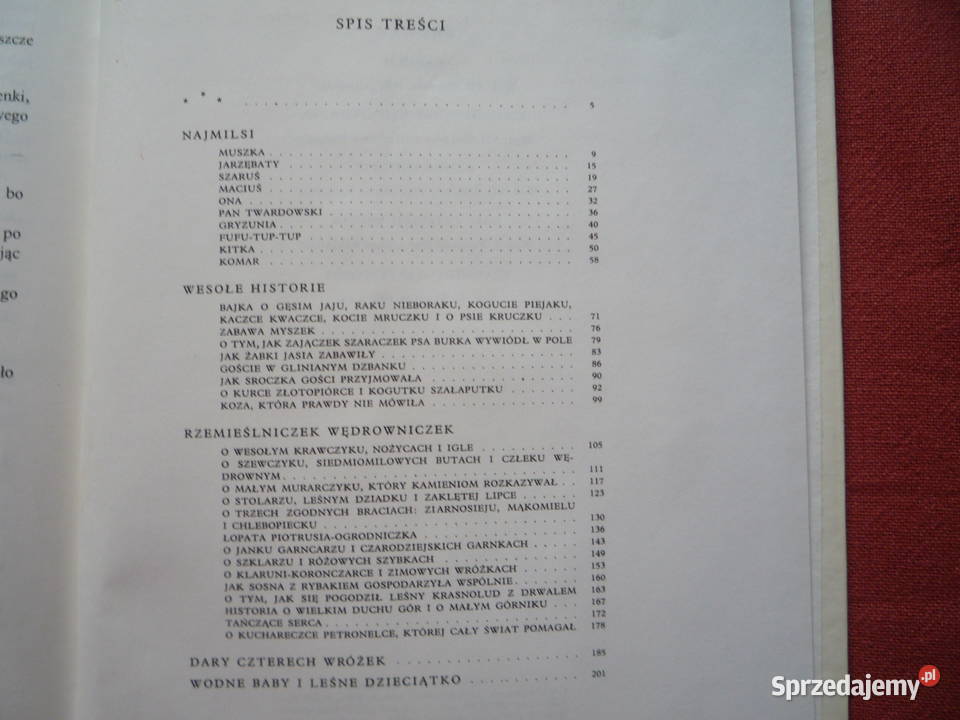 szcze
enki,
wego
bo
po
jąc
go
ło
SPIS TREŚCI
* * * . . . 5
NAJMILSI
MUSZKA . . . 9
JARZĘBATY . . . 15
SZARUŚ . . . 19
MACIUŚ . . . 27
ONA . . . 32
PAN TWARDOWSKI . . . 36
GRYZUNIA . . . 40
FUFU-TUP-TUP . . . 45
KITKA . . . 50
KOMAR . . . 58
WESOŁE HISTORIE
BAJKA O GĘSIM JAJU, RAKU NIEBORAKU, KOGUCIE PIEJAKU,
KACZCE KWACZCE, KOCIE MRUCZKU I O PSIE KRUCZKU . . . 71
ZABAWA MYSZEK . . . 76
O TYM, JAK ZAJĄCZEK SZARACZEK PSA BURKA WYWIÓDŁ W POLE 79
JAK ŻABKI JASIA ZABAWIŁY . . . 83
GOŚCIE W GLINIANYM DZBANKU . . . 86
JAK SROCZKA GOŚCI PRZYJMOWAŁA . . . 90
O KURCE ZŁOTOPIÓRCE I KOGUTKU SZAŁAPUTKU . . . 92
KOZA, KTÓRA PRAWDY NIE MÓWIŁA . . . 99
RZEMIEŚLNICZEK WĘDROWNICZEK
O WESOŁYM KRAWCZYKU, NOŻYCACH I IGLE . . . 105
O SZEWCZYKU, SIEDMIOMILOWYCH BUTACH I CZŁEKU WĘ-
DROWNYM . . . 111
O MAŁYM MURARCZYKU, KTÓRY KAMIENIOM ROZKAZYWAŁ . . 117
O STOLARZU, LEŚNYM DZIADKU I ZAKLĘTEJ LIPCE . . . 123
O TRZECH ZGODNYCH BRACIACH: ZIARNOSIEJU, MĄKOMIELU
I CHLEBOPIECKU . . . 130
ŁOPATA PIOTRUSIA-OGRODNICZKA . . . 136
O JANKU GARNCARZU I CZARODZIEJSKICH GARNKACH . . . 143
O SZKLARZU I RÓŻOWYCH SZYBKACH . . . 149
O KLARUNI-KORONCZARCE I ZIMOWYCH WRÓŻKACH . . . 153
JAK SOSNA Z RYBAKIEM GOSPODARZYŁA WSPÓLNIE . . . 160
O TYM, JAK SIĘ POGODZIŁ LEŚNY KRASNOLUD Z DRWALEM 163
HISTORIA O WIELKIM DUCHU GÓR I O MAŁYM GÓRNIKU . . . 167
TAŃCZĄCE SERCA . . . 172
O KUCHARECZCE PETRONELCE, KTÓREJ CAŁY ŚWIAT POMAGAŁ 178
DARY CZTERECH WRÓŻEK . . . 185
WODNE BABY I LEŚNE DZIECIĄTKO . . . 201
Sprzedajemy.pl